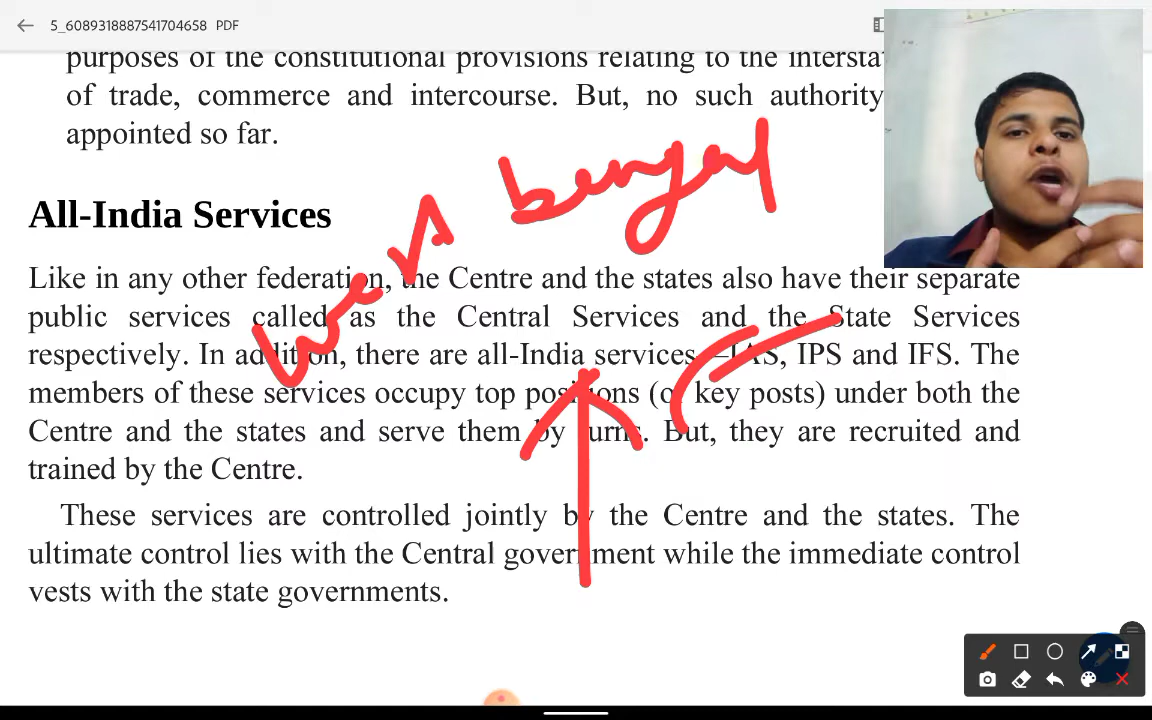 5_6089318887541704658 PDF
purposes of the constitutional provisions relating to the
of trade, commerce and intercourse. But, no such authority
appointed so far.
west bengal
All-India Services
Like in any other federation, the Centre and the states also have their separate
public services called as the Central Services and the State Services
respectively. In addition, there are all-India services—IAS, IPS and IFS. The
members of these services occupy top positions (or key posts) under both the
Centre and the states and serve them by turns. But, they are recruited and
trained by the Centre.
These services are controlled jointly by the Centre and the states. The
ultimate control lies with the Central government while the immediate control
vests with the state governments.